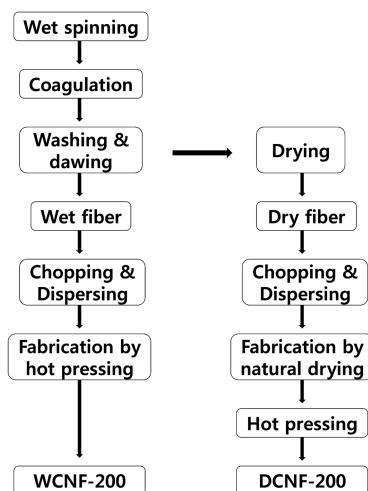 Wet spinning
Coagulation
Washing &
dawing
Wet fiber
Chopping &
Dispersing
Fabrication by
hot pressing
WCNF-200
Drying
Dry fiber
Chopping &
Dispersing
Fabrication by
natural drying
Hot pressing
DCNF-200